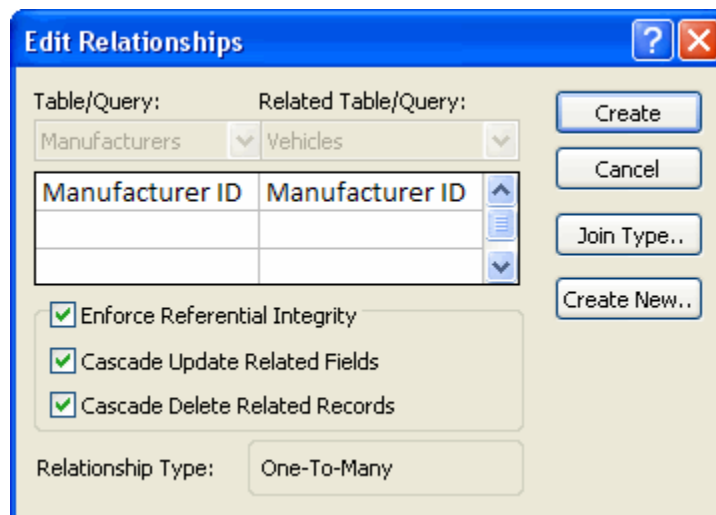 Edit Relationships
Table/Query: Related Table/Query:
Manufacturers Vehicles
Manufacturer ID Manufacturer ID
Enforce Referential Integrity
Cascade Update Related Fields
Cascade Delete Related Records
Relationship Type: One-To-Many
Create
Cancel
Join Type..
Create New..